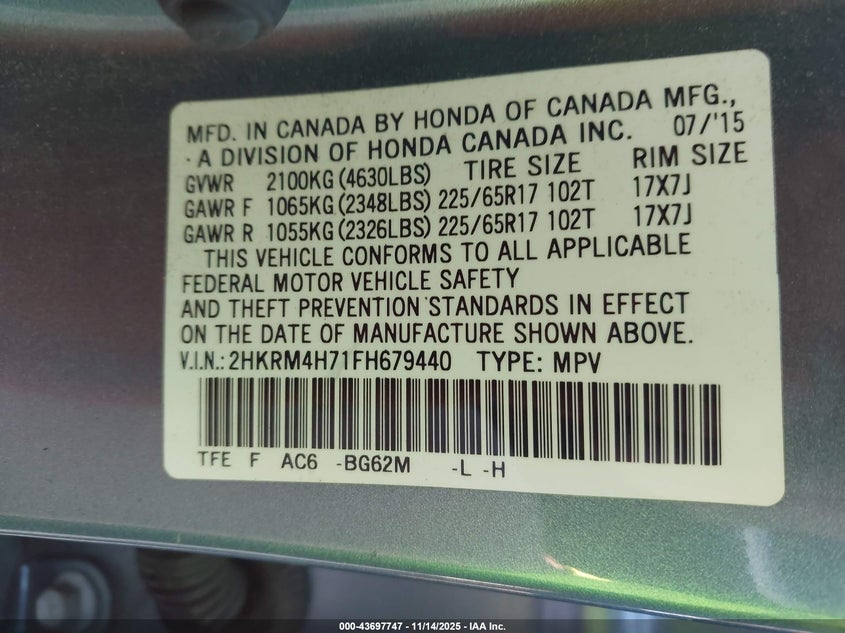 MFD. IN CANADA BY HONDA OF CANADA MFG.,
A DIVISION OF HONDA CANADA INC. 07/'15
GVWR 2100KG (4630LBS) TIRE SIZE RIM SIZE
GAWR F 1065KG (2348LBS) 225/65R17 102T 17X7J
GAWR R 1055KG (2326LBS) 225/65R17 102T 17X7J
THIS VEHICLE CONFORMS TO ALL APPLICABLE
FEDERAL MOTOR VEHICLE SAFETY
AND THEFT PREVENTION STANDARDS IN EFFECT
ON THE DATE OF MANUFACTURE SHOWN ABOVE.
V.I.N.: 2HKRM4H71FH679440 TYPE: MPV
TFE F AC6 -BG62M -L -H
000-43697747 - 11/14/2025 - IAA Inc.